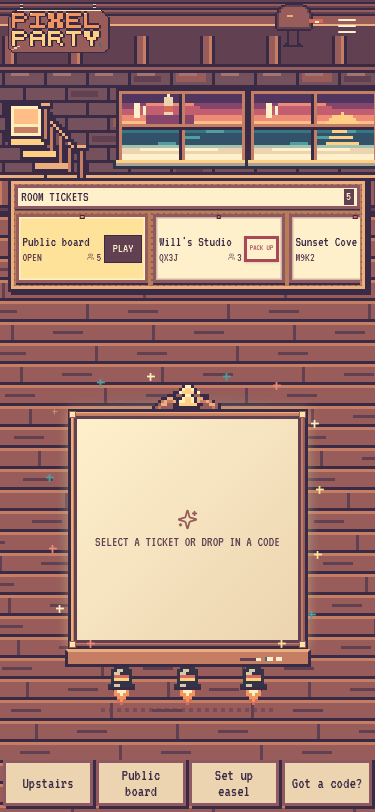 PIXEL
PARTY
ROOM TICKETS
5
Public board
OPEN
5
PLAY
Will's Studio
QX3J
3
PACK UP
Sunset Cove
M9K2
SELECT A TICKET OR DROP IN A CODE
Upstairs
Public
board
Set up
easel
Got a code?